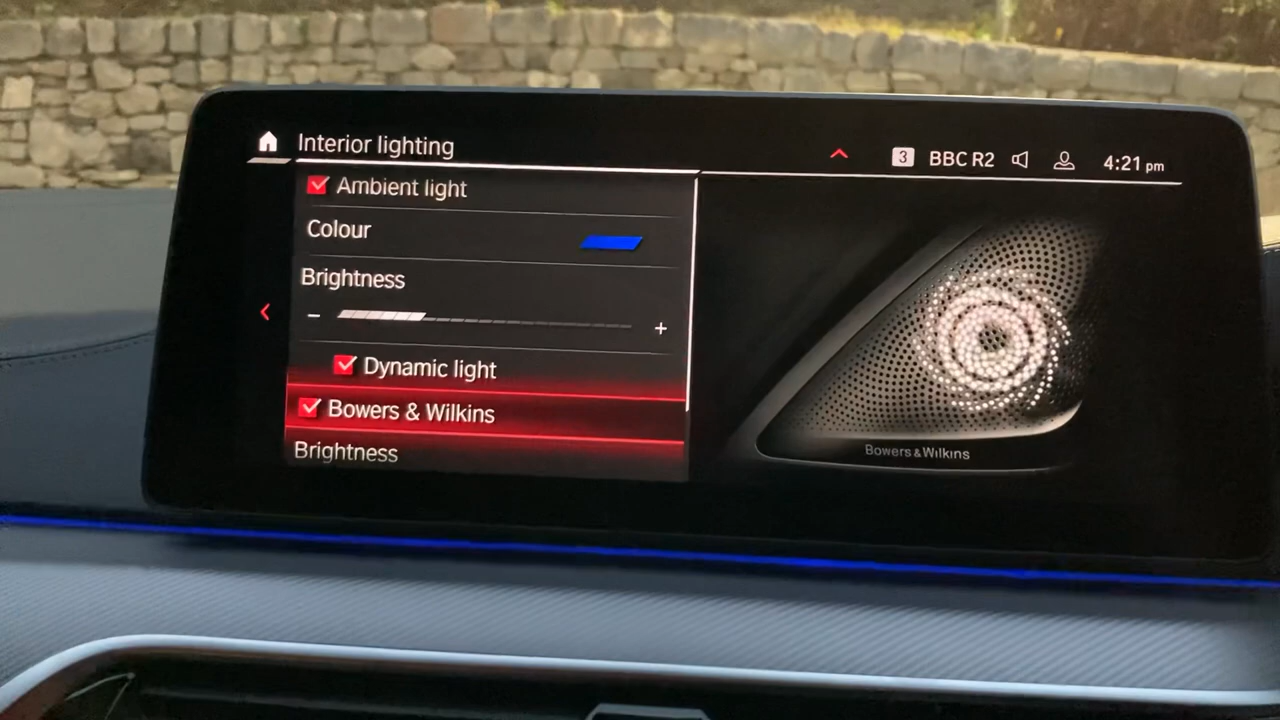 Interior lighting
3 BBC R2 4:21 pm
Ambient light
Colour
Brightness
− +
Dynamic light
Bowers & Wilkins
Brightness
Bowers & Wilkins